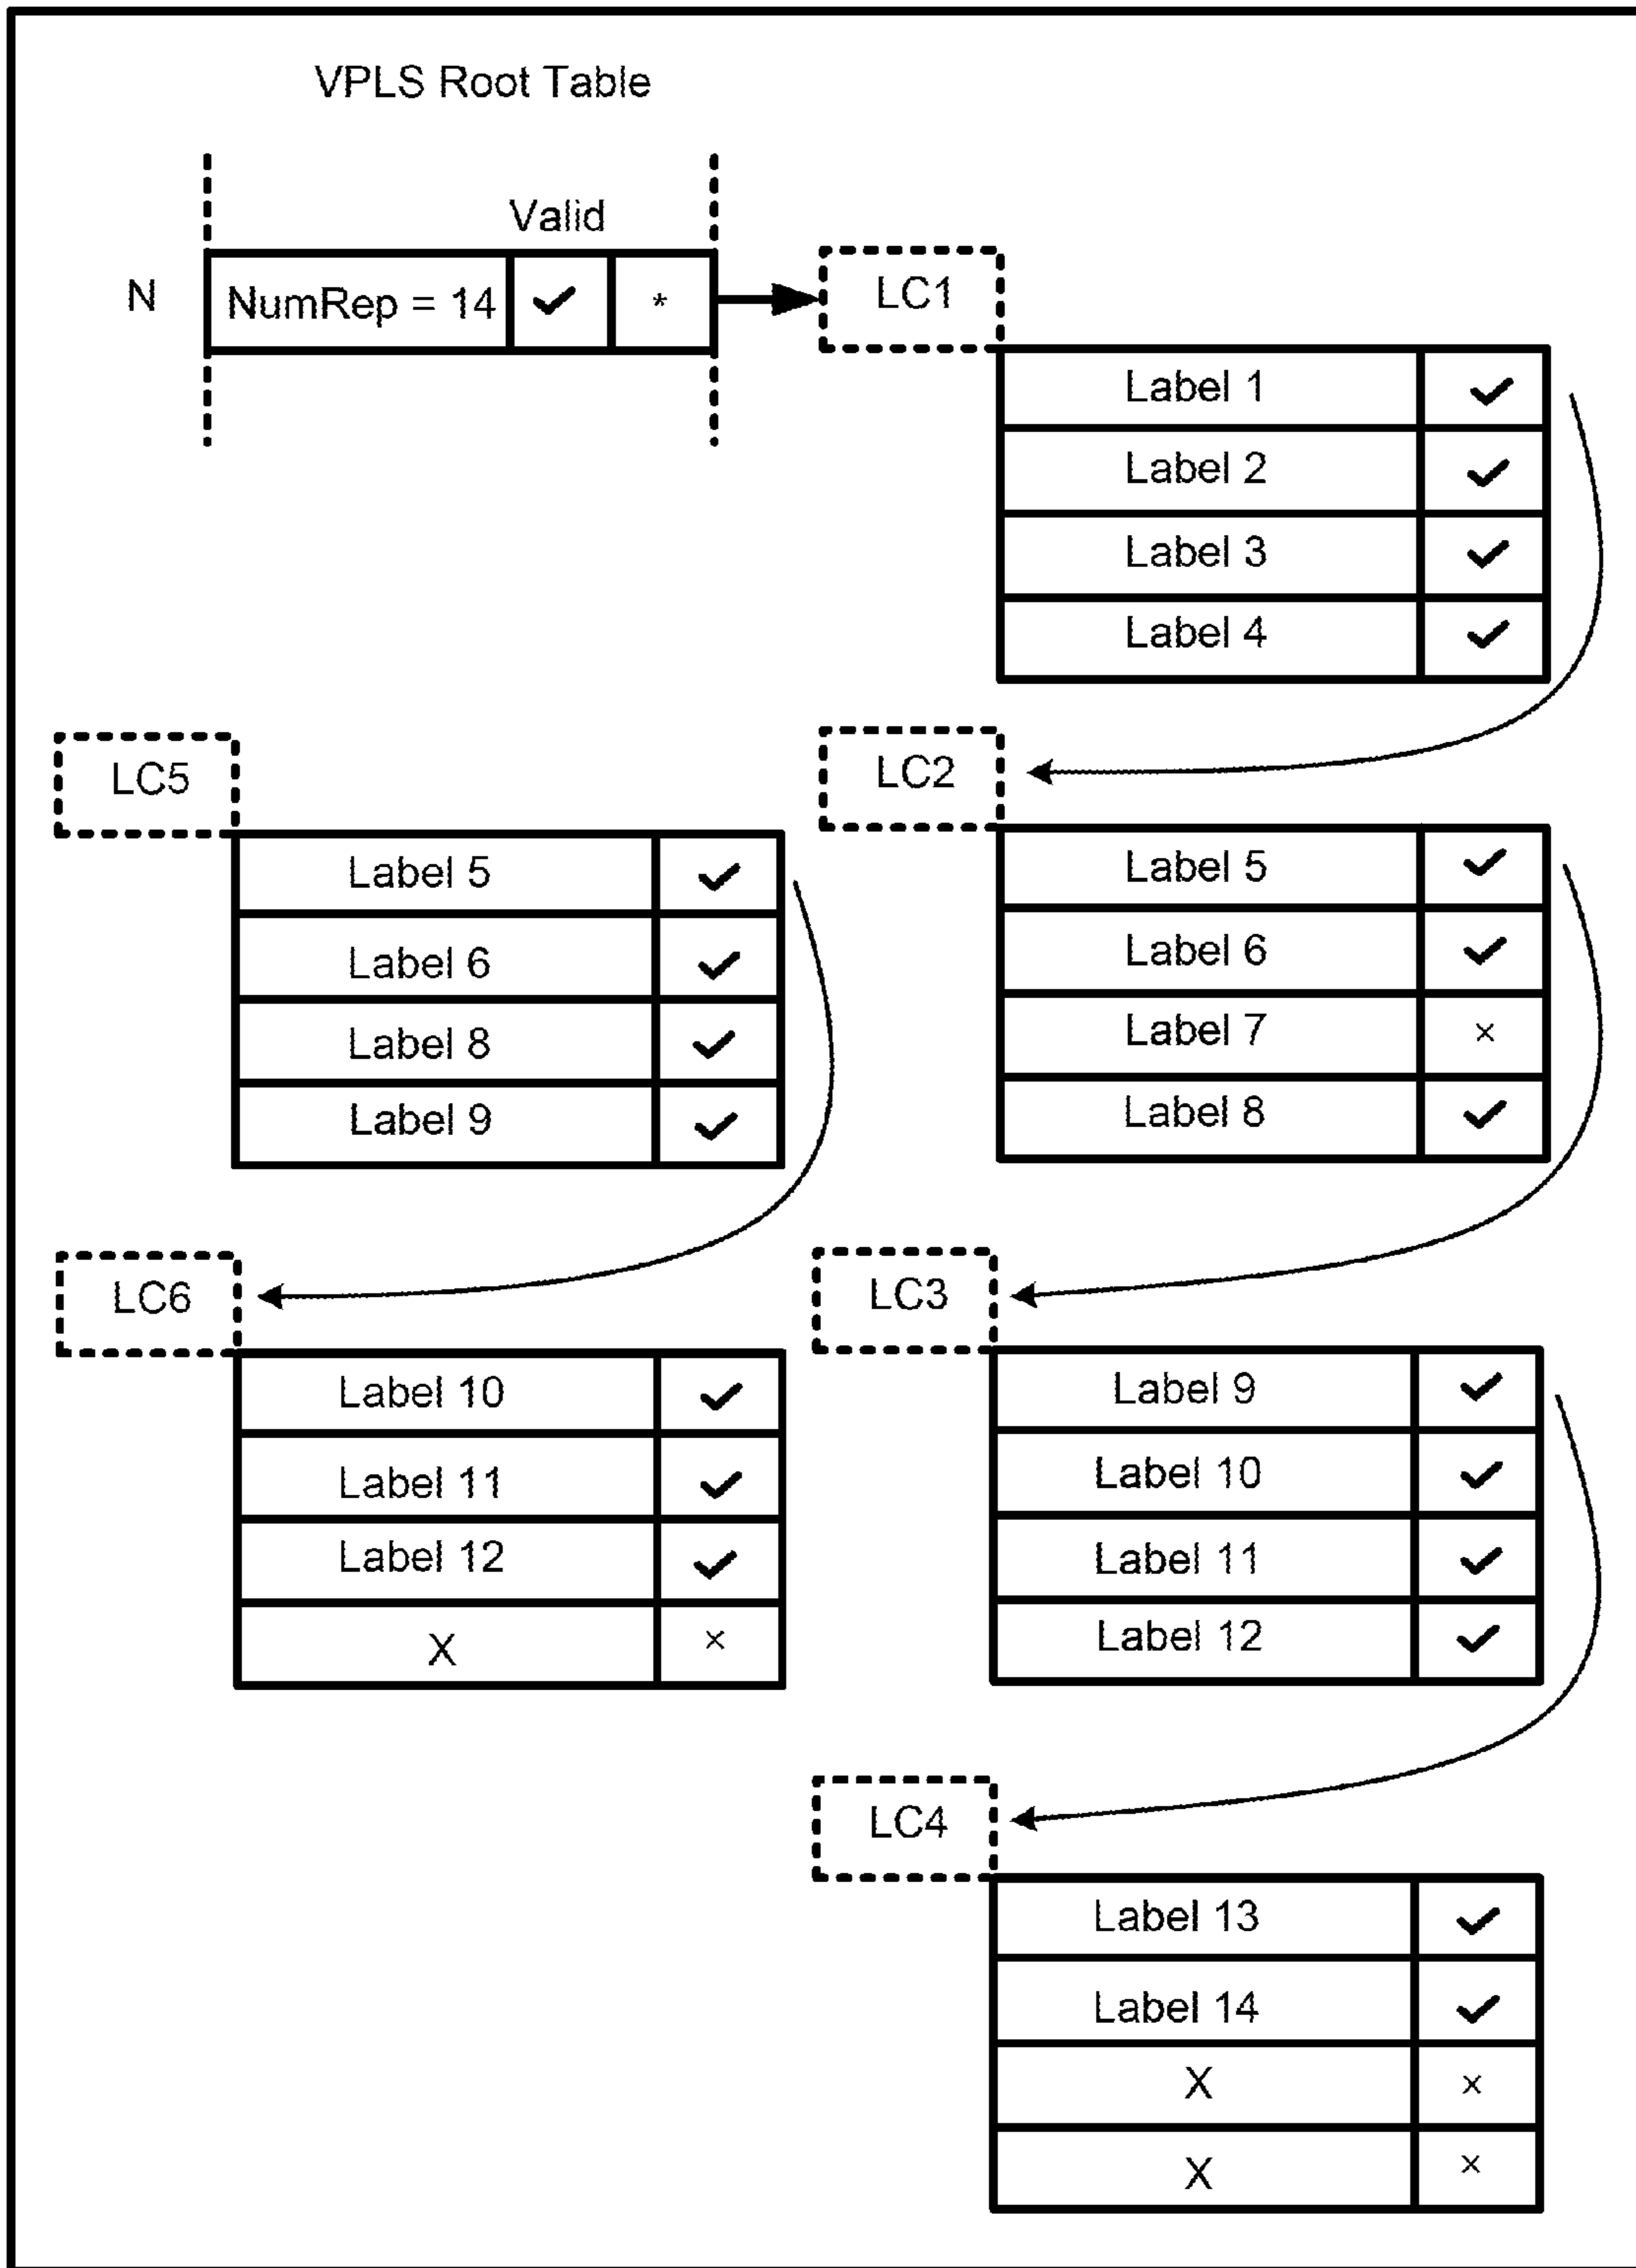 VPLS Root Table
Valid
N
NumRep = 14 ✓ *
LC1
Label 1 ✓
Label 2 ✓
Label 3 ✓
Label 4 ✓
LC2
Label 5 ✓
Label 6 ✓
Label 7 ×
Label 8 ✓
LC3
Label 9 ✓
Label 10 ✓
Label 11 ✓
Label 12 ✓
LC4
Label 13 ✓
Label 14 ✓
X ×
X ×
LC5
Label 5 ✓
Label 6 ✓
Label 8 ✓
Label 9 ✓
LC6
Label 10 ✓
Label 11 ✓
Label 12 ✓
X ×